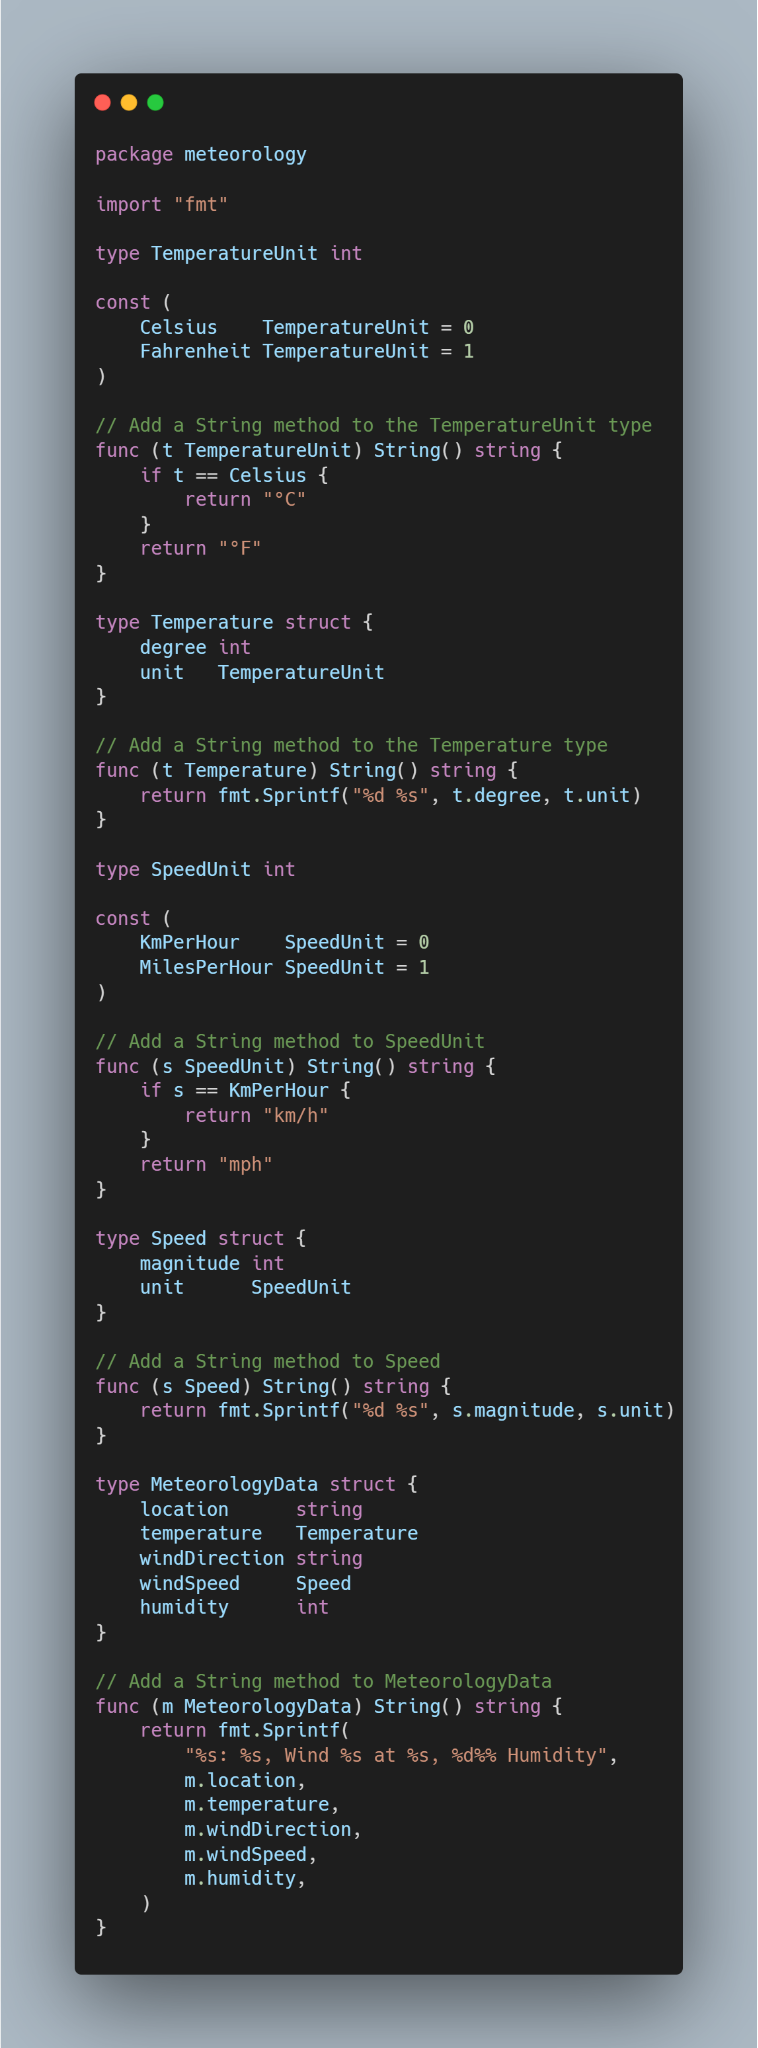 package meteorology

import "fmt"

type TemperatureUnit int

const (
    Celsius    TemperatureUnit = 0
    Fahrenheit TemperatureUnit = 1
)

// Add a String method to the TemperatureUnit type
func (t TemperatureUnit) String() string {
    if t == Celsius {
        return "°C"
    }
    return "°F"
}

type Temperature struct {
    degree int
    unit   TemperatureUnit
}

// Add a String method to the Temperature type
func (t Temperature) String() string {
    return fmt.Sprintf("%d %s", t.degree, t.unit)
}

type SpeedUnit int

const (
    KmPerHour    SpeedUnit = 0
    MilesPerHour SpeedUnit = 1
)

// Add a String method to SpeedUnit
func (s SpeedUnit) String() string {
    if s == KmPerHour {
        return "km/h"
    }
    return "mph"
}

type Speed struct {
    magnitude int
    unit      SpeedUnit
}

// Add a String method to Speed
func (s Speed) String() string {
    return fmt.Sprintf("%d %s", s.magnitude, s.unit)
}

type MeteorologyData struct {
    location      string
    temperature   Temperature
    windDirection string
    windSpeed     Speed
    humidity      int
}

// Add a String method to MeteorologyData
func (m MeteorologyData) String() string {
    return fmt.Sprintf(
        "%s: %s, Wind %s at %s, %d%% Humidity",
        m.location,
        m.temperature,
        m.windDirection,
        m.windSpeed,
        m.humidity,
    )
}